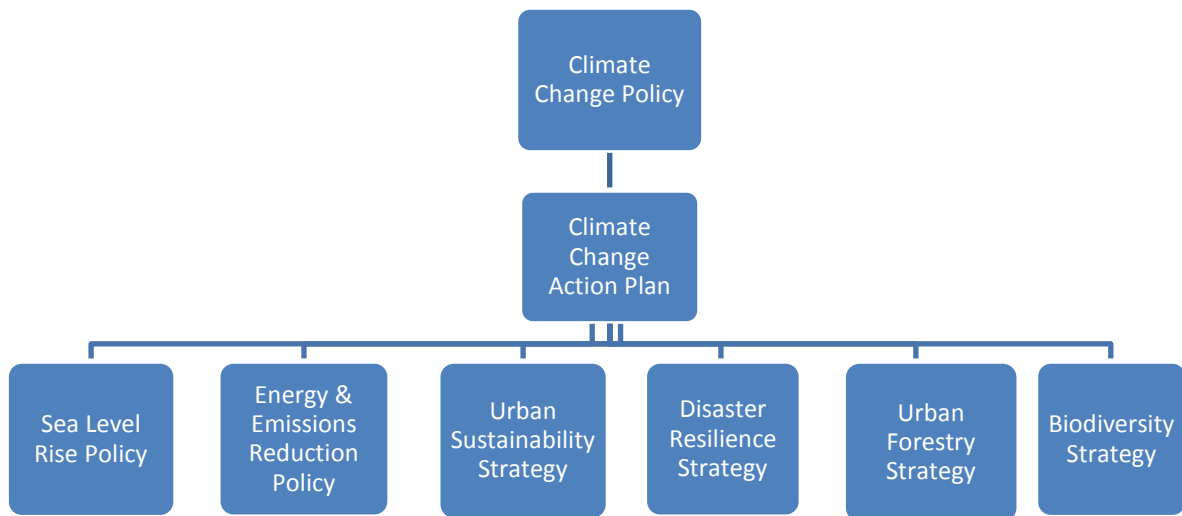 Climate
Change Policy
Climate
Change
Action Plan
Sea Level
Rise Policy
Energy &
Emissions
Reduction
Policy
Urban
Sustainability
Strategy
Disaster
Resilience
Strategy
Urban
Forestry
Strategy
Biodiversity
Strategy